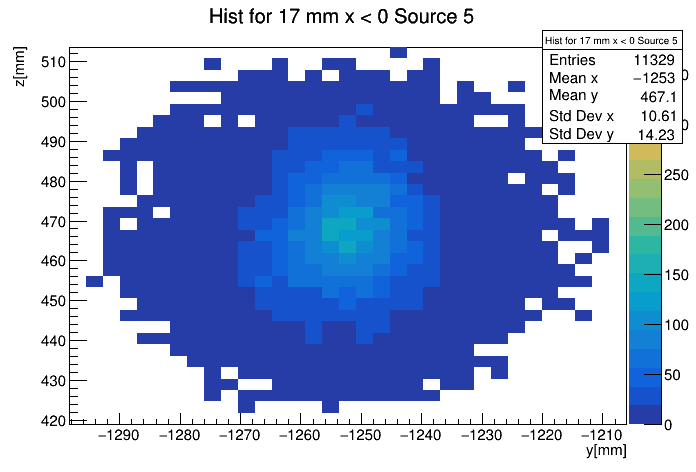 Hist for 17 mm x < 0 Source 5
z[mm]
510
500
490
480
470
460
450
440
430
420
−1290 −1280 −1270 −1260 −1250 −1240 −1230 −1220 −1210
y[mm]
Hist for 17 mm x < 0 Source 5
Entries 11329
Mean x −1253
Mean y 467.1
Std Dev x 10.61
Std Dev y 14.23
250
200
150
100
50
0